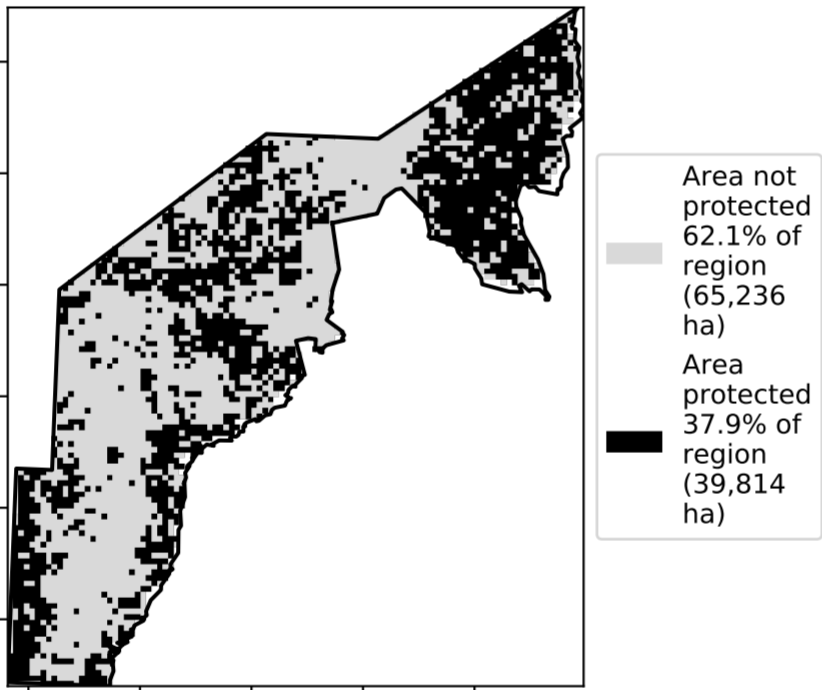 Area not
protected
62.1% of
region
(65,236
ha)
Area
protected
37.9% of
region
(39,814
ha)